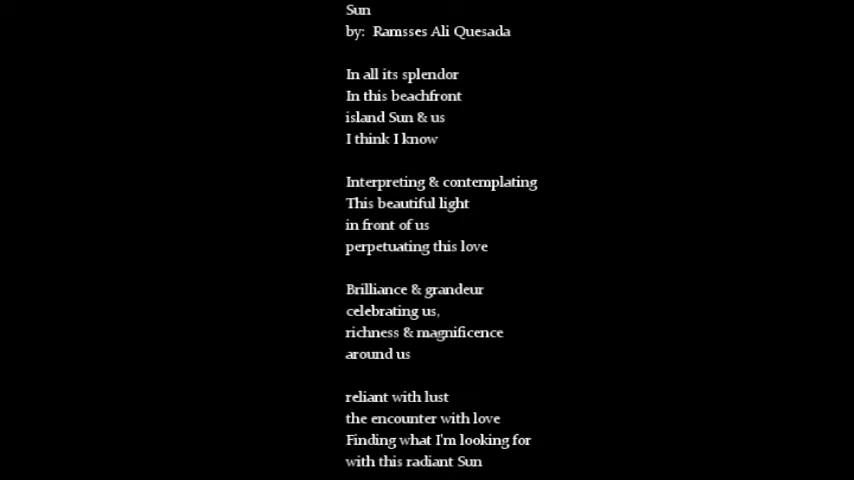 Sun
by:  Ramsses Ali Quesada

In all its splendor
In this beachfront
island Sun & us
I think I know

Interpreting & contemplating
This beautiful light
in front of us
perpetuating this love

Brilliance & grandeur
celebrating us,
richness & magnificence
around us

reliant with lust
the encounter with love
Finding what I'm looking for
with this radiant Sun